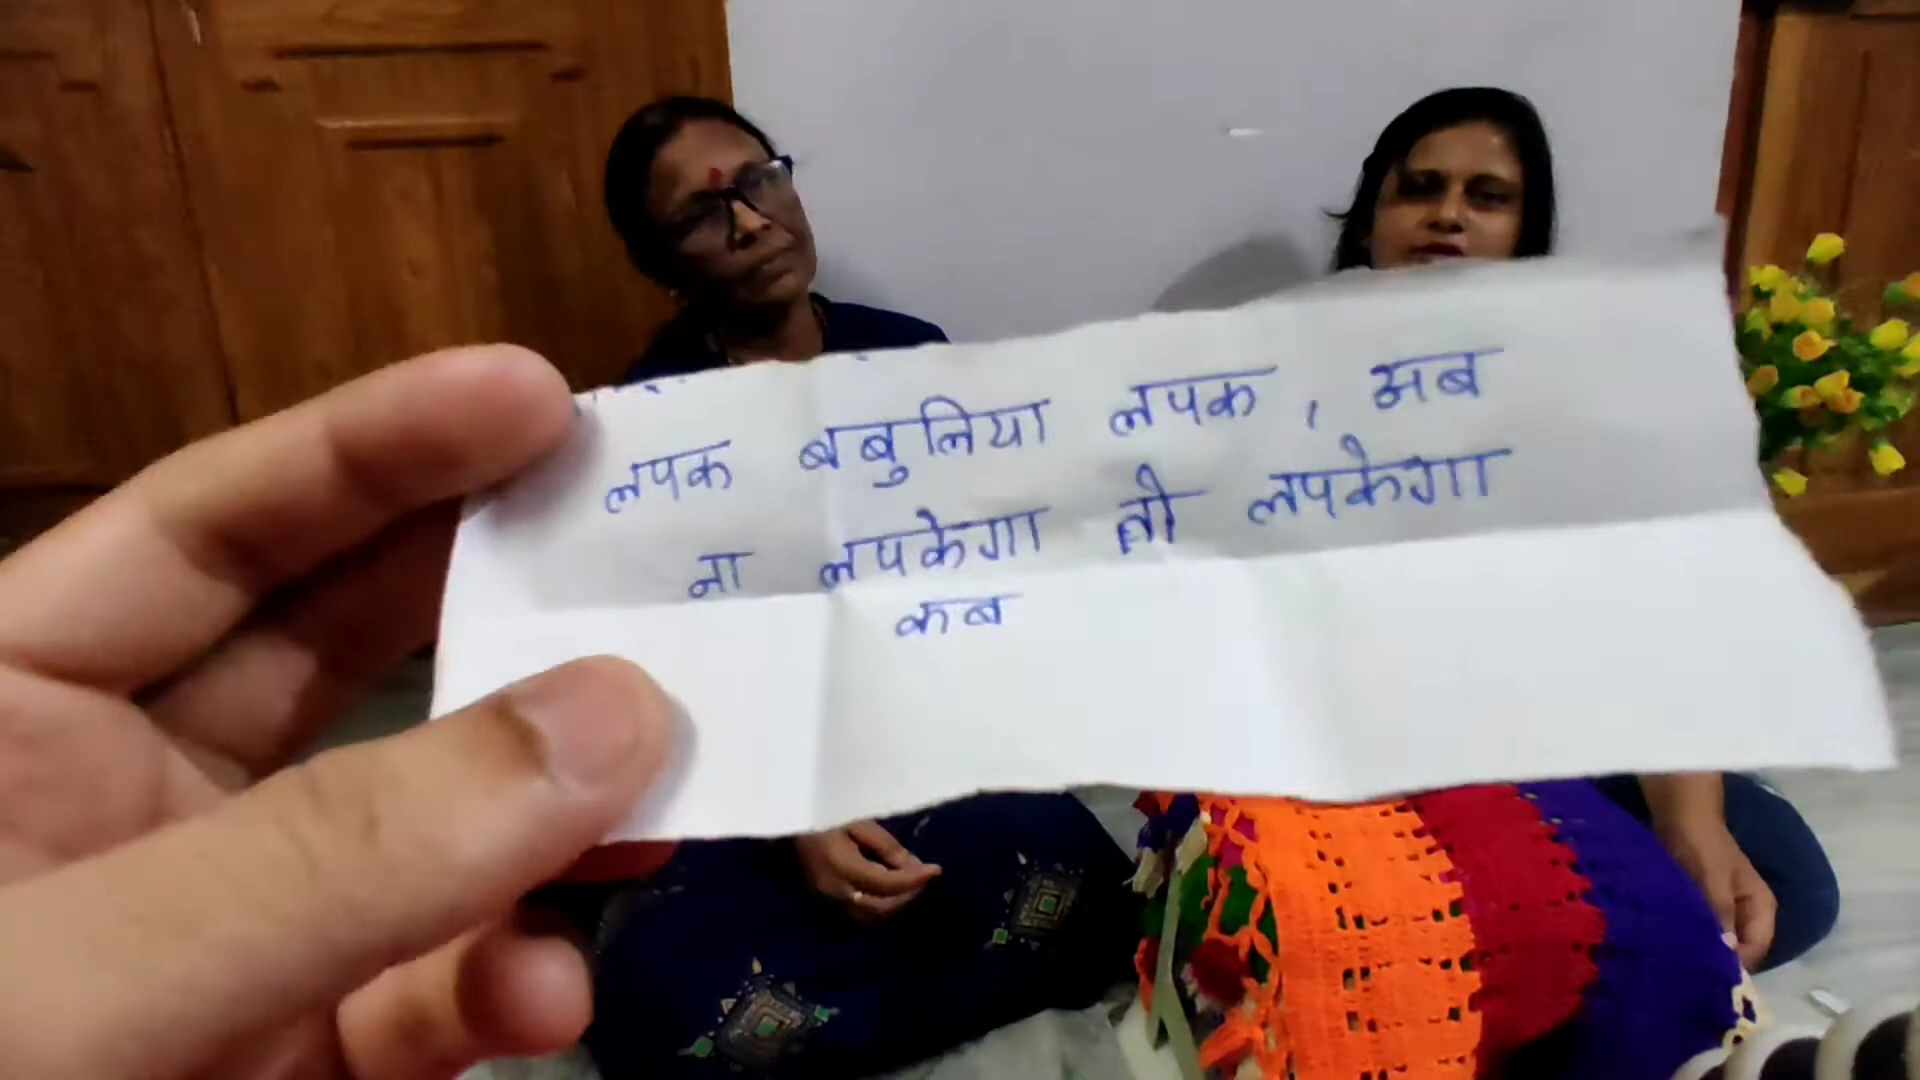 लपक बबुलिया लपक, अब
ना लपकेगा तो लपकेगा
कब